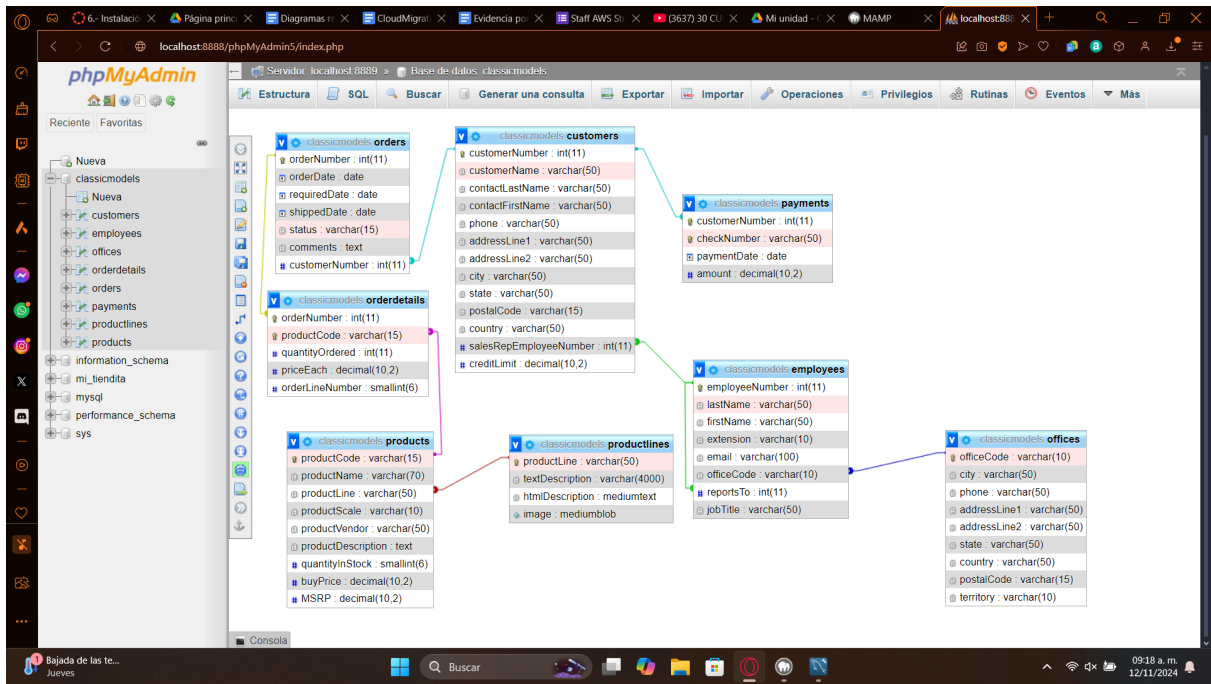 6.- Instalació
Página princi
Diagramas re
CloudMigrati
Evidencia por
Staff AWS Stu
(3637) 30 CU
Mi unidad - G
MAMP
localhost:888
localhost:8888/phpMyAdmin5/index.php
phpMyAdmin
Reciente Favoritas
Nueva
classicmodels
Nueva
customers
employees
offices
orderdetails
orders
payments
productlines
products
information_schema
mi_tiendita
mysql
performance_schema
sys
Servidor: localhost:8889 » Base de datos: classicmodels
Estructura SQL Buscar Generar una consulta Exportar Importar Operaciones Privilegios Rutinas Eventos Más
classicmodels orders
orderNumber : int(11)
orderDate : date
requiredDate : date
shippedDate : date
status : varchar(15)
comments : text
customerNumber : int(11)
classicmodels orderdetails
orderNumber : int(11)
productCode : varchar(15)
quantityOrdered : int(11)
priceEach : decimal(10,2)
orderLineNumber : smallint(6)
classicmodels products
productCode : varchar(15)
productName : varchar(70)
productLine : varchar(50)
productScale : varchar(10)
productVendor : varchar(50)
productDescription : text
quantityInStock : smallint(6)
buyPrice : decimal(10,2)
MSRP : decimal(10,2)
classicmodels customers
customerNumber : int(11)
customerName : varchar(50)
contactLastName : varchar(50)
contactFirstName : varchar(50)
phone : varchar(50)
addressLine1 : varchar(50)
addressLine2 : varchar(50)
city : varchar(50)
state : varchar(50)
postalCode : varchar(15)
country : varchar(50)
salesRepEmployeeNumber : int(11)
creditLimit : decimal(10,2)
classicmodels productlines
productLine : varchar(50)
textDescription : varchar(4000)
htmlDescription : mediumtext
image : mediumblob
classicmodels payments
customerNumber : int(11)
checkNumber : varchar(50)
paymentDate : date
amount : decimal(10,2)
classicmodels employees
employeeNumber : int(11)
lastName : varchar(50)
firstName : varchar(50)
extension : varchar(10)
email : varchar(100)
officeCode : varchar(10)
reportsTo : int(11)
jobTitle : varchar(50)
classicmodels offices
officeCode : varchar(10)
city : varchar(50)
phone : varchar(50)
addressLine1 : varchar(50)
addressLine2 : varchar(50)
state : varchar(50)
country : varchar(50)
postalCode : varchar(15)
territory : varchar(10)
Consola
1
Bajada de las te...
Jueves
Buscar
09:18 a. m.
12/11/2024